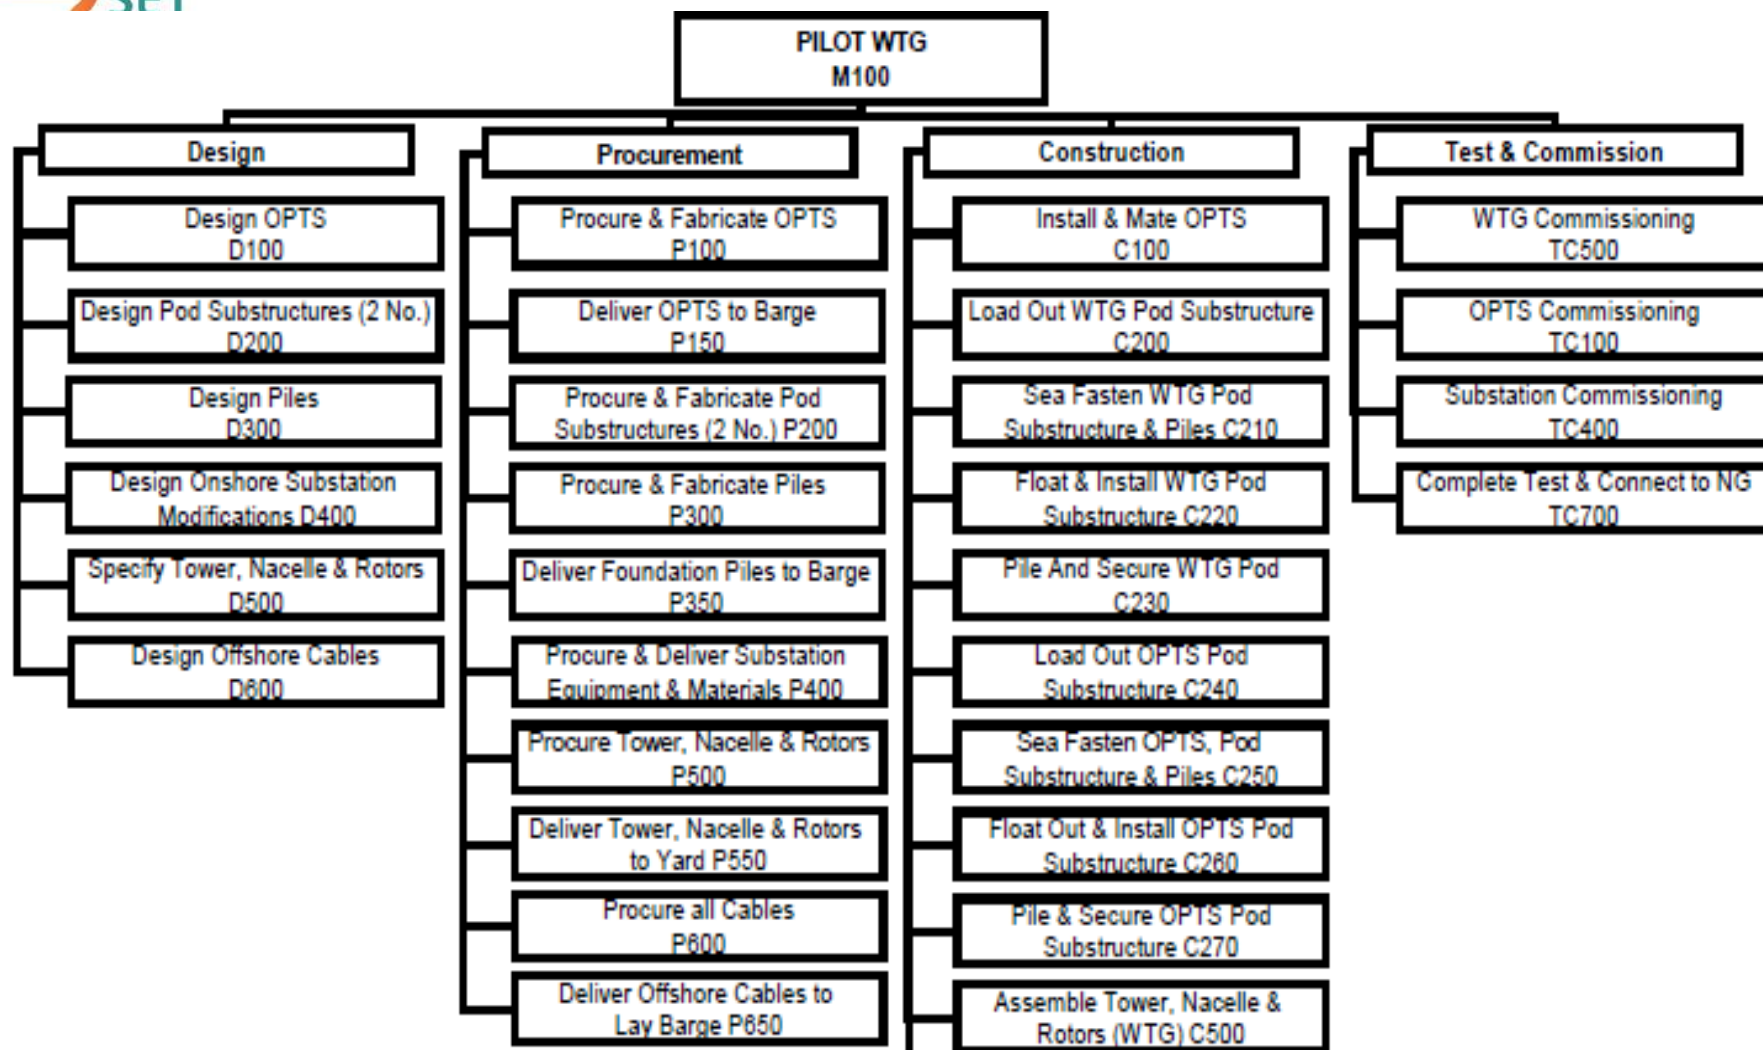 SET
PILOT WTG
M100
Design
Design OPTS
D100
Design Pod Substructures (2 No.)
D200
Design Piles
D300
Design Onshore Substation
Modifications D400
Specify Tower, Nacelle & Rotors
D500
Design Offshore Cables
D600
Procurement
Procure & Fabricate OPTS
P100
Deliver OPTS to Barge
P150
Procure & Fabricate Pod
Substructures (2 No.) P200
Procure & Fabricate Piles
P300
Deliver Foundation Piles to Barge
P350
Procure & Deliver Substation
Equipment & Materials P400
Procure Tower, Nacelle & Rotors
P500
Deliver Tower, Nacelle & Rotors
to Yard P550
Procure all Cables
P600
Deliver Offshore Cables to
Lay Barge P650
Construction
Install & Mate OPTS
C100
Load Out WTG Pod Substructure
C200
Sea Fasten WTG Pod
Substructure & Piles C210
Float & Install WTG Pod
Substructure C220
Pile And Secure WTG Pod
C230
Load Out OPTS Pod
Substructure C240
Sea Fasten OPTS, Pod
Substructure & Piles C250
Float Out & Install OPTS Pod
Substructure C260
Pile & Secure OPTS Pod
Substructure C270
Assemble Tower, Nacelle &
Rotors (WTG) C500
Test & Commission
WTG Commissioning
TC500
OPTS Commissioning
TC100
Substation Commissioning
TC400
Complete Test & Connect to NG
TC700